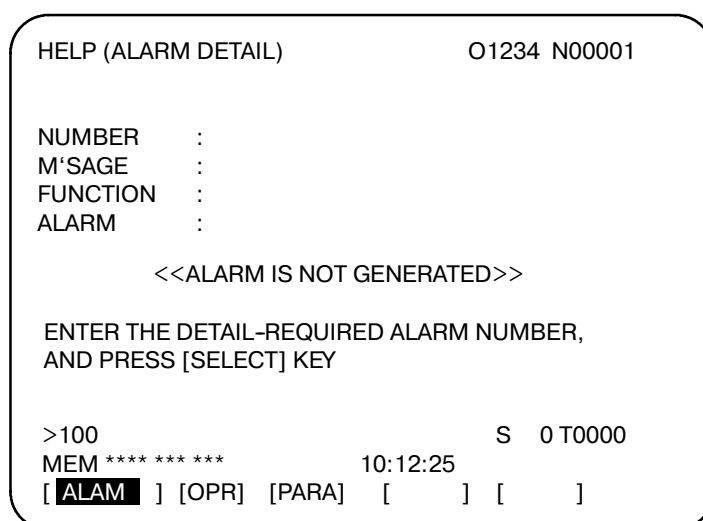 HELP (ALARM DETAIL) O1234 N00001
NUMBER :
M‘SAGE :
FUNCTION :
ALARM :
<<ALARM IS NOT GENERATED>>
ENTER THE DETAIL–REQUIRED ALARM NUMBER,
AND PRESS [SELECT] KEY
>100 S 0 T0000
MEM **** *** *** 10:12:25
[ ALAM ] [OPR] [PARA] [ ] [ ]